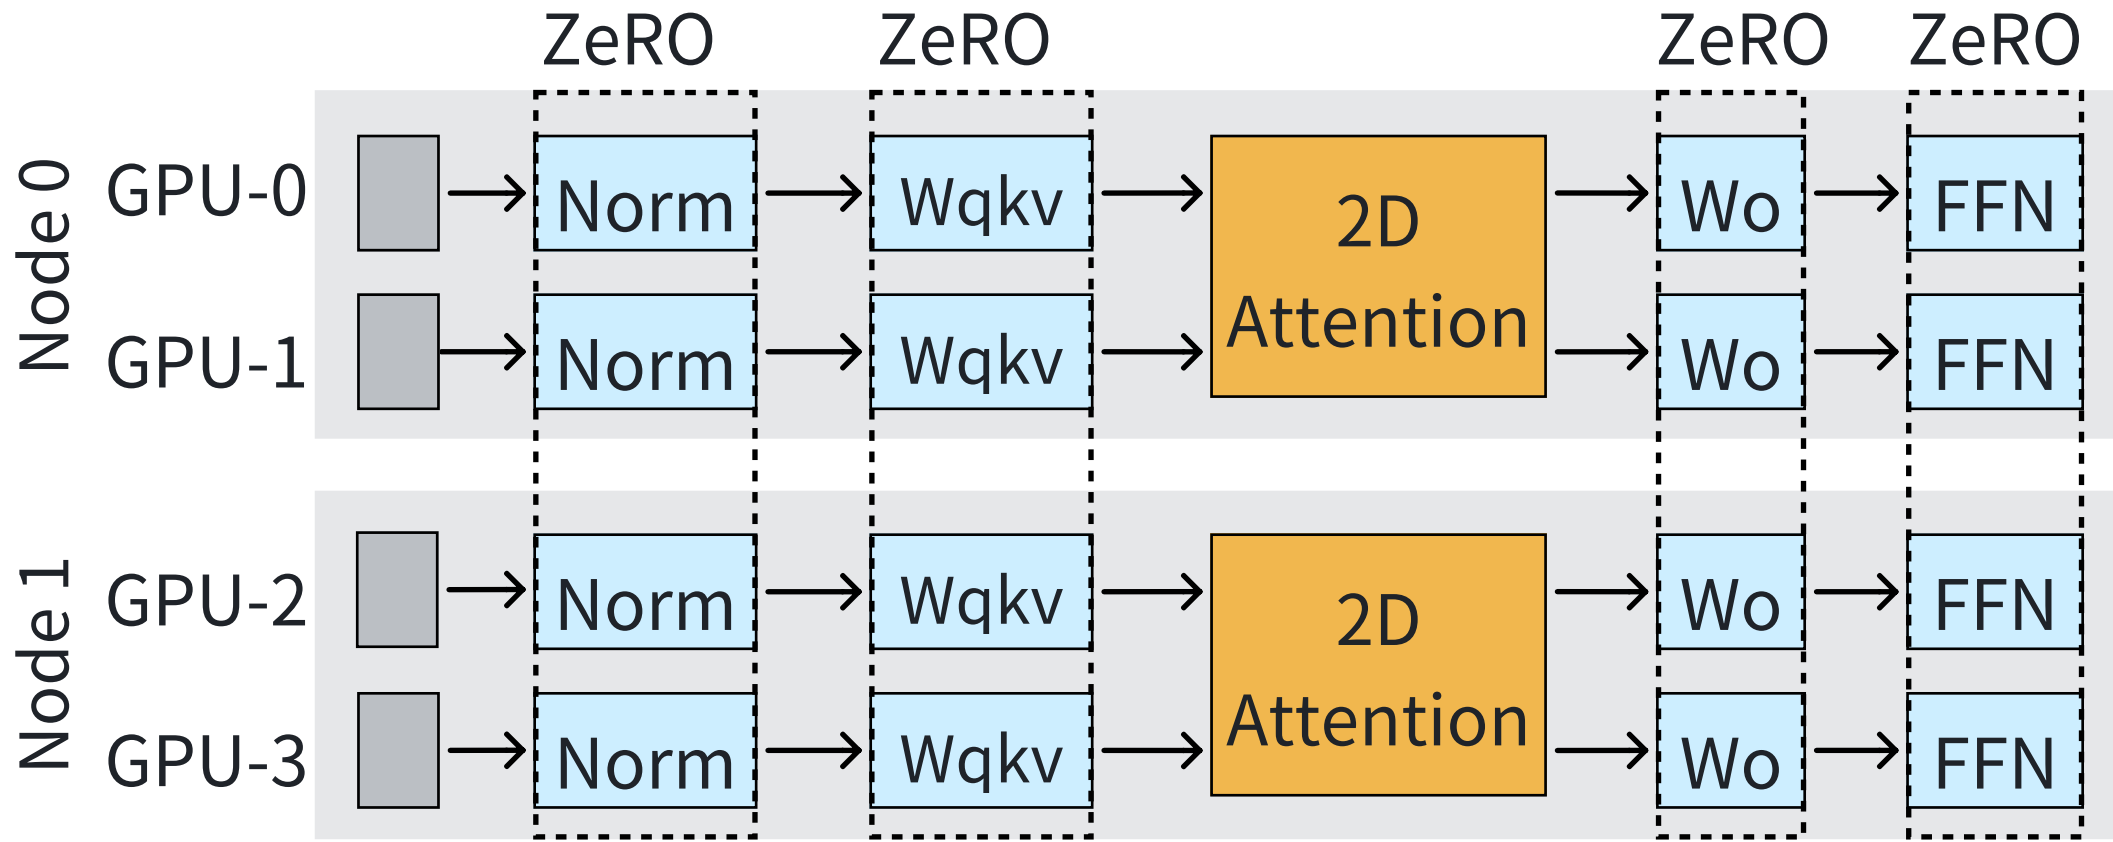 ZeRO ZeRO ZeRO ZeRO
Node 0
GPU-0 Norm Wqkv Wo FFN
2D
Attention
GPU-1 Norm Wqkv Wo FFN
Node 1
GPU-2 Norm Wqkv Wo FFN
2D
Attention
GPU-3 Norm Wqkv Wo FFN